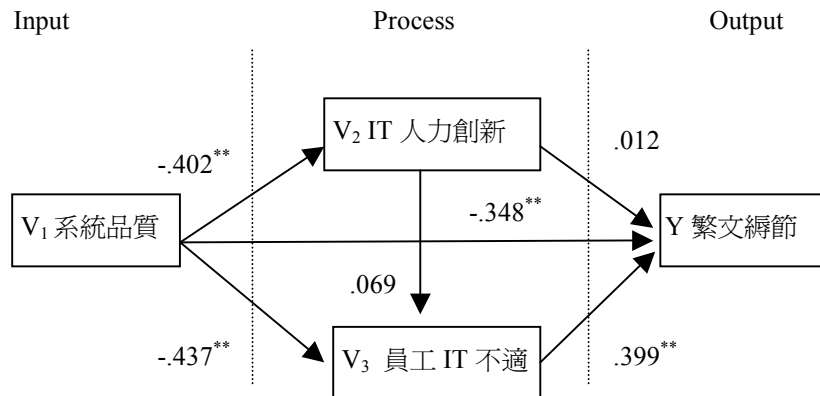 Input Process Output
V₂ IT 人力創新
.012
-.402**
V₁ 系統品質
-.348**
Y 繁文縟節
.069
-.437**
V₃ 員工 IT 不適
.399**